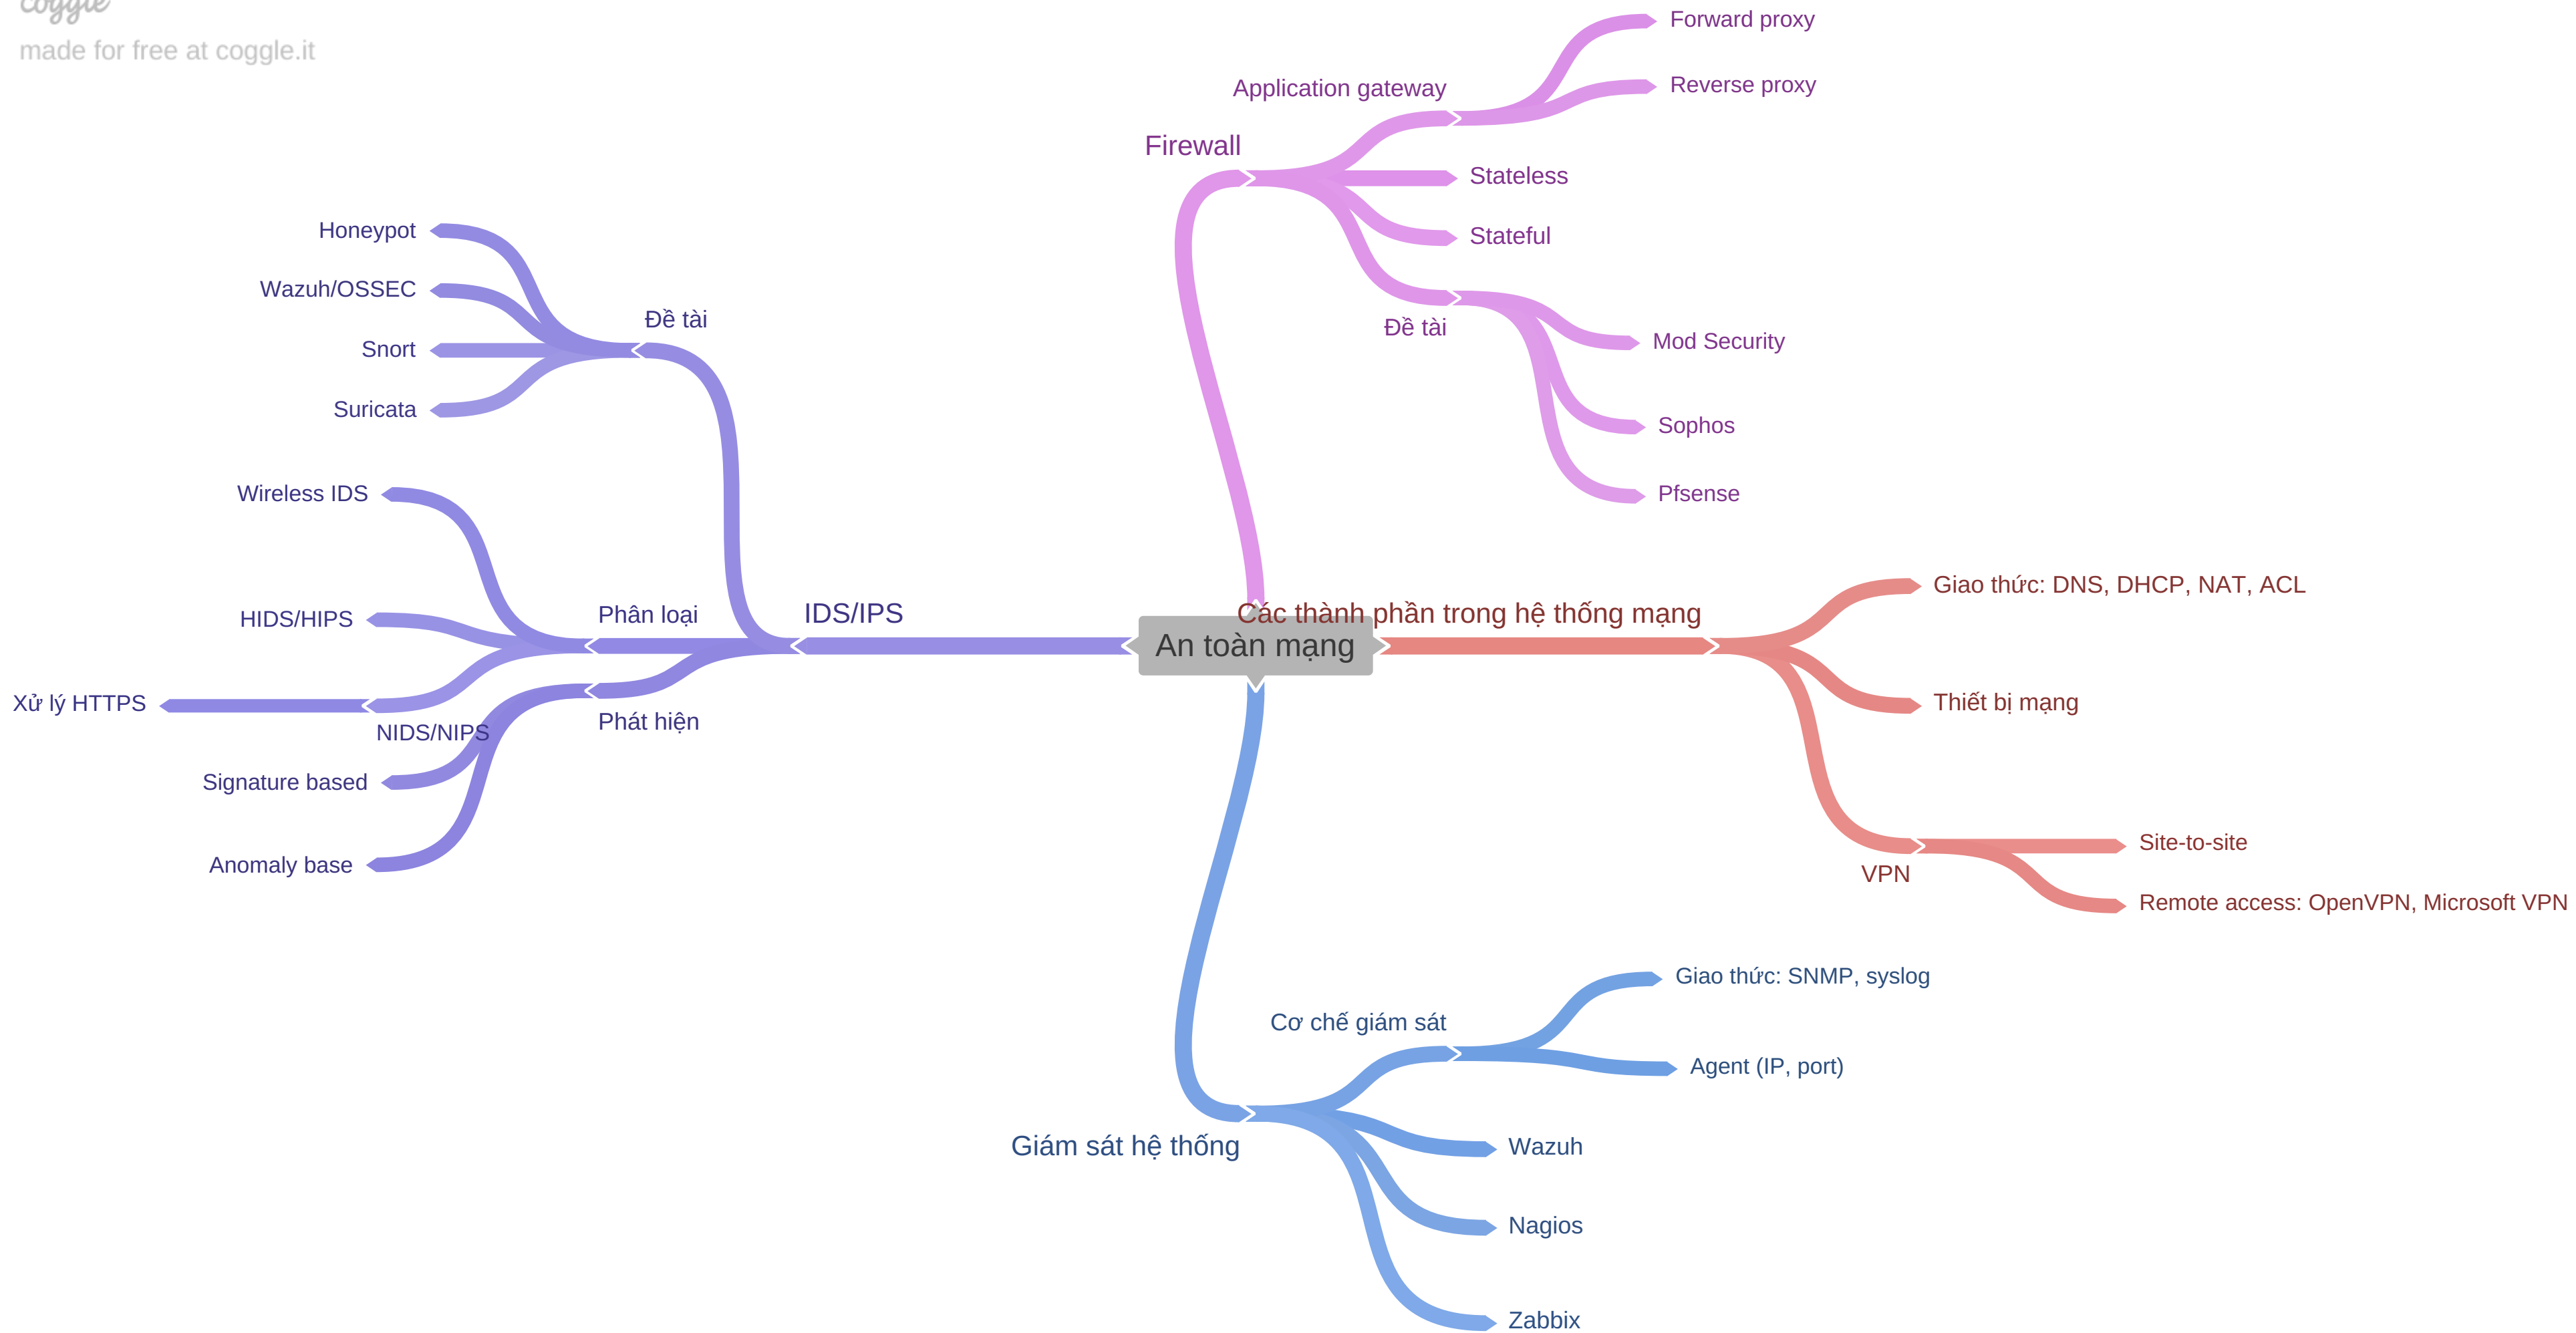 coggle
made for free at coggle.it
Forward proxy
Application gateway
Reverse proxy
Firewall
Stateless
Stateful
Đề tài
Mod Security
Sophos
Pfsense
Honeypot
Wazuh/OSSEC
Đề tài
Snort
Suricata
Wireless IDS
HIDS/HIPS
Phân loại
IDS/IPS
Xử lý HTTPS
NIDS/NIPS
Phát hiện
Signature based
Anomaly base
An toàn mạng
Các thành phần trong hệ thống mạng
Giao thức: DNS, DHCP, NAT, ACL
Thiết bị mạng
VPN
Site-to-site
Remote access: OpenVPN, Microsoft VPN
Giám sát hệ thống
Cơ chế giám sát
Giao thức: SNMP, syslog
Agent (IP, port)
Wazuh
Nagios
Zabbix